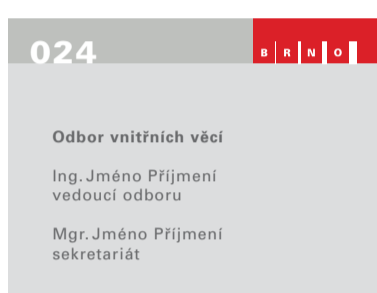 024
B R N O
Odbor vnitřních věcí
Ing. Jméno Příjmení
vedoucí odboru
Mgr. Jméno Příjmení
sekretariát